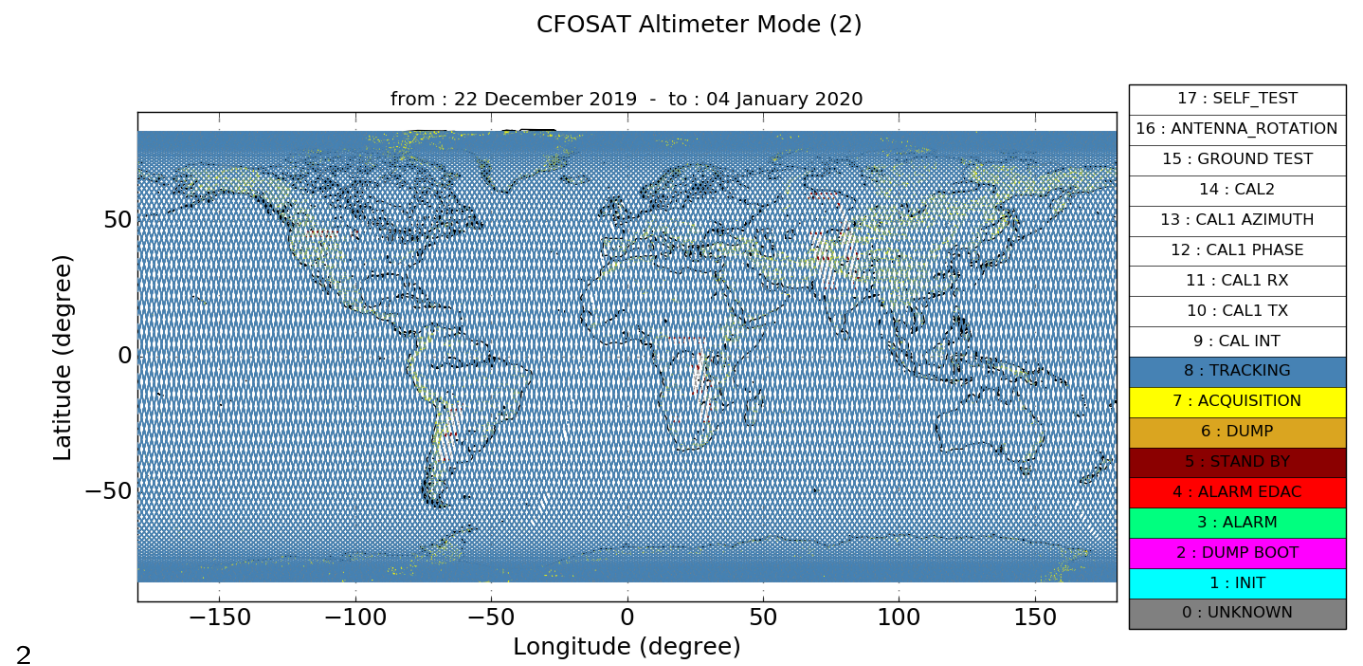 CFOSAT Altimeter Mode (2)
from : 22 December 2019 - to : 04 January 2020
17 : SELF_TEST
16 : ANTENNA_ROTATION
15 : GROUND TEST
14 : CAL2
13 : CAL1 AZIMUTH
12 : CAL1 PHASE
11 : CAL1 RX
10 : CAL1 TX
9 : CAL INT
8 : TRACKING
7 : ACQUISITION
6 : DUMP
5 : STAND BY
4 : ALARM EDAC
3 : ALARM
2 : DUMP BOOT
1 : INIT
0 : UNKNOWN
Latitude (degree)
50
0
−50
−150 −100 −50 0 50 100 150
Longitude (degree)
2